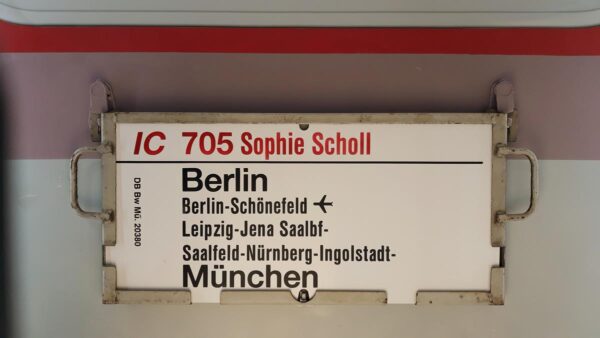 IC 705 Sophie Scholl
Berlin
Berlin-Schönefeld
Leipzig-Jena Saalbf-
Saalfeld-Nürnberg-Ingolstadt-
München
DB Bw Mü. 20380